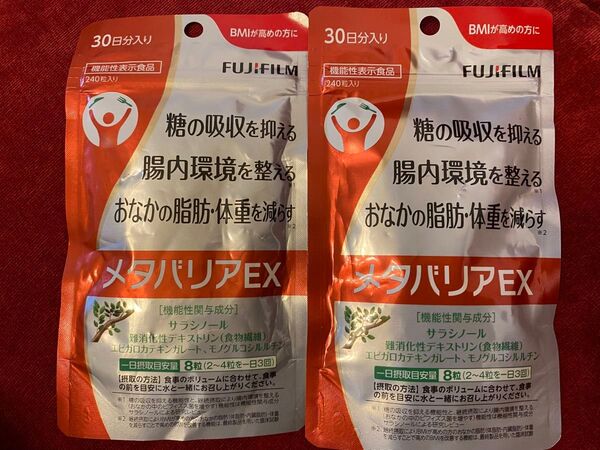 30日分入り
BMIが高めの方に
機能性表示食品
FUJIFILM
240粒入り
糖の吸収を抑える
腸内環境を整える※1
おなかの脂肪・体重を減らす※2
メタバリアEX
［機能性関与成分］
サラシノール
難消化性デキストリン(食物繊維)
エピガロカテキンガレート、モノグルコシルルチン
一日摂取目安量 8粒(2～4粒を一日3回)
【摂取の方法】食事のボリュームに合わせて、食事
の前を目安に水と一緒にお召し上がりください。
30日分入り
BMIが高めの方に
機能性表示食品
FUJIFILM
240粒入り
糖の吸収を抑える
腸内環境を整える※1
おなかの脂肪・体重を減らす※2
メタバリアEX
［機能性関与成分］
サラシノール
難消化性デキストリン(食物繊維)
エピガロカテキンガレート、モノグルコシルルチン
一日摂取目安量 8粒(2～4粒を一日3回)
【摂取の方法】食事のボリュームに合わせて、食事
の前を目安に水と一緒にお召し上がりください。